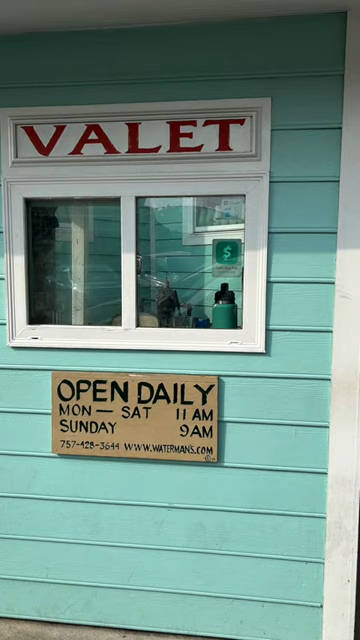 VALET
$
OPEN DAILY
MON — SAT 11 AM
SUNDAY 9AM
757-428-3644 WWW.WATERMANS.COM